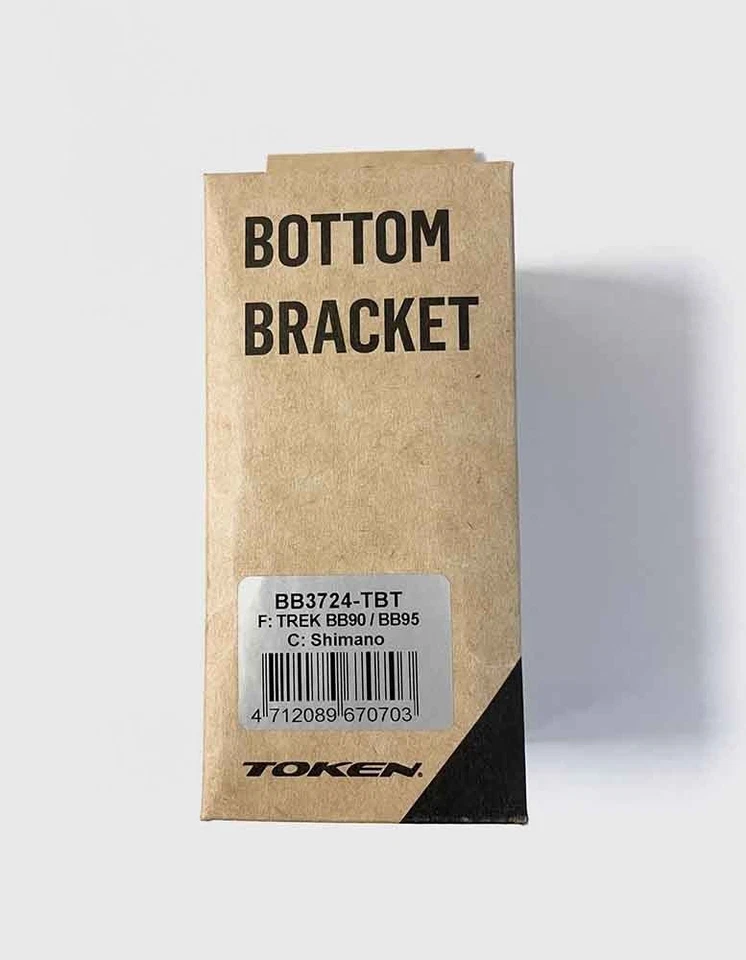 BOTTOM
BRACKET
BB3724-TBT
F: TREK BB90 / BB95
C: Shimano
4 712089 670703
TOKEN.